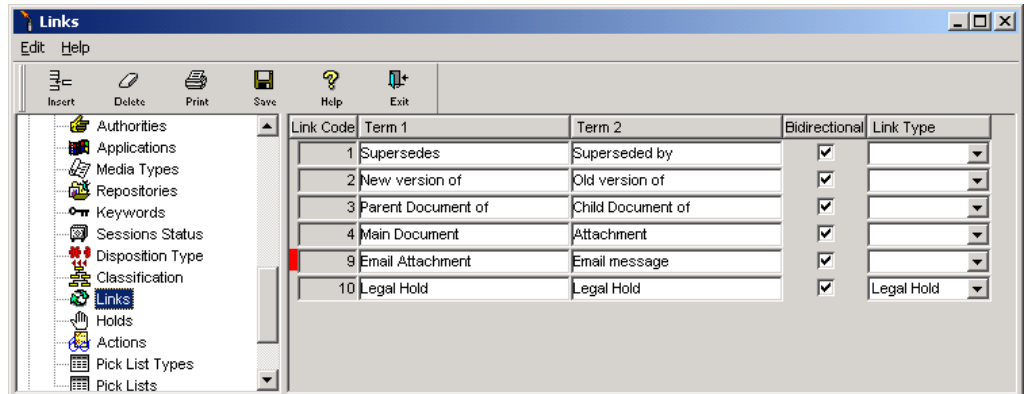 Links
Edit Help
Insert Delete Print Save Help Exit
Authorities
Applications
Media Types
Repositories
Keywords
Sessions Status
Disposition Type
Classification
Links
Holds
Actions
Pick List Types
Pick Lists
Link Code Term 1 Term 2 Bidirectional Link Type
1 Supersedes Superseded by
2 New version of Old version of
3 Parent Document of Child Document of
4 Main Document Attachment
9 Email Attachment Email message
10 Legal Hold Legal Hold Legal Hold